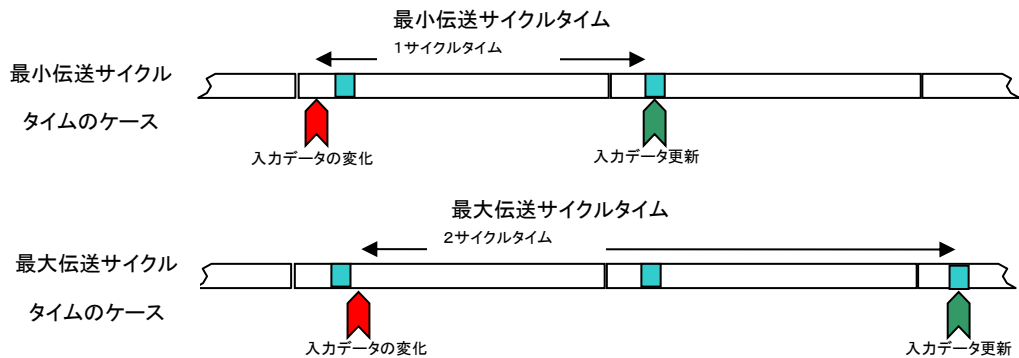 最小伝送サイクルタイム
1サイクルタイム
最小伝送サイクル
タイムのケース
入力データの変化
入力データ更新
最大伝送サイクルタイム
2サイクルタイム
最大伝送サイクル
タイムのケース
入力データの変化
入力データ更新